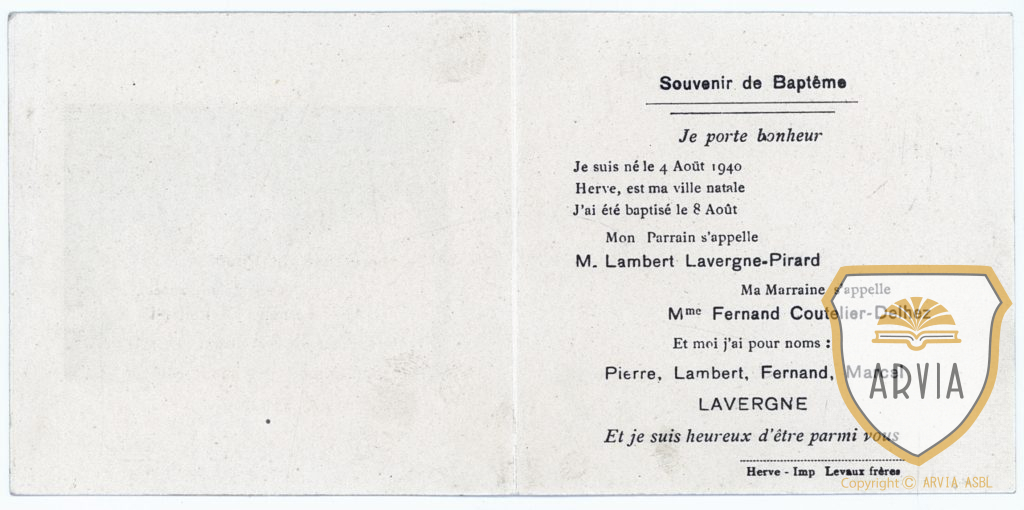 Souvenir de Baptême
Je porte bonheur
Je suis né le 4 Août 1940
Herve, est ma ville natale
J'ai été baptisé le 8 Août
Mon Parrain s'appelle
M. Lambert Lavergne-Pirard
Ma Marraine s'appelle
Mme Fernand Coutelier-Delhez
Et moi j'ai pour noms :
Pierre, Lambert, Fernand, Marcel
LAVERGNE
Et je suis heureux d'être parmi vous
Herve - Imp Levaux frères
ARVIA
Copyright © ARVIA ASBL